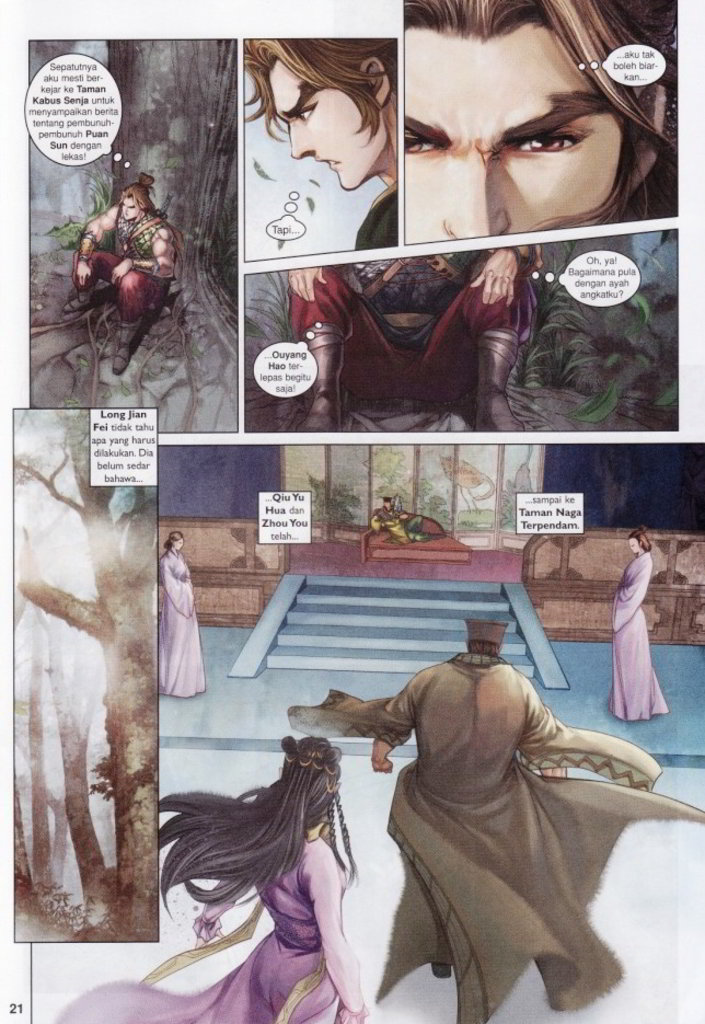 Sepatutnya
aku mesti ber-
kejar ke Taman
Kabus Senja untuk
menyampaikan berita
tentang pembunuh-
pembunuh Puan
Sun dengan
lekas!
Tapi...
...aku tak
boleh biar-
kan...
...Ouyang
Hao ter-
lepas begitu
saja!
Oh, ya!
Bagaimana pula
dengan ayah
angkatku?
Long Jian
Fei tidak tahu
apa yang harus
dilakukan. Dia
belum sedar
bahawa...
...Qiu Yu
Hua dan
Zhou You
telah...
...sampai ke
Taman Naga
Terpendam.
21